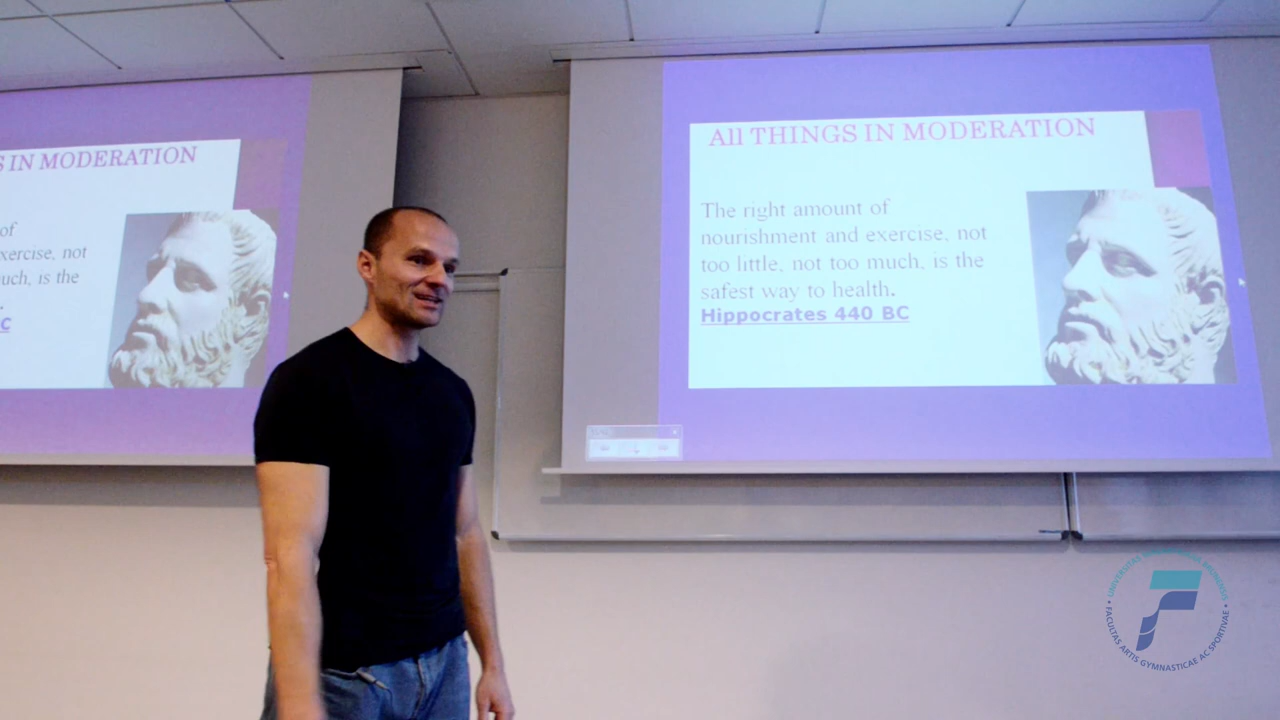 S IN MODERATION
of
xercise, not
uch, is the
.
C
All THINGS IN MODERATION
The right amount of
nourishment and exercise, not
too little, not too much, is the
safest way to health.
Hippocrates 440 BC
FACULTAS ARTIS GYMNASTICAE AC SPORTIVAE